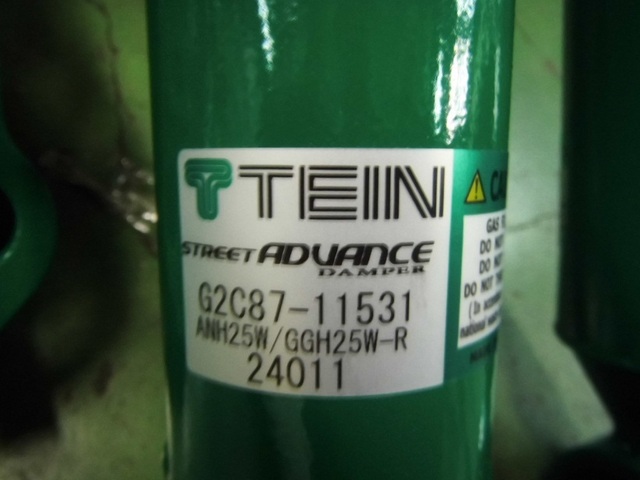 TEIN
STREET ADVANCE
DAMPER
G2C87-11531
ANH25W/GGH25W-R
24011
GAS
DO NOT
DO NOT
DO NOT